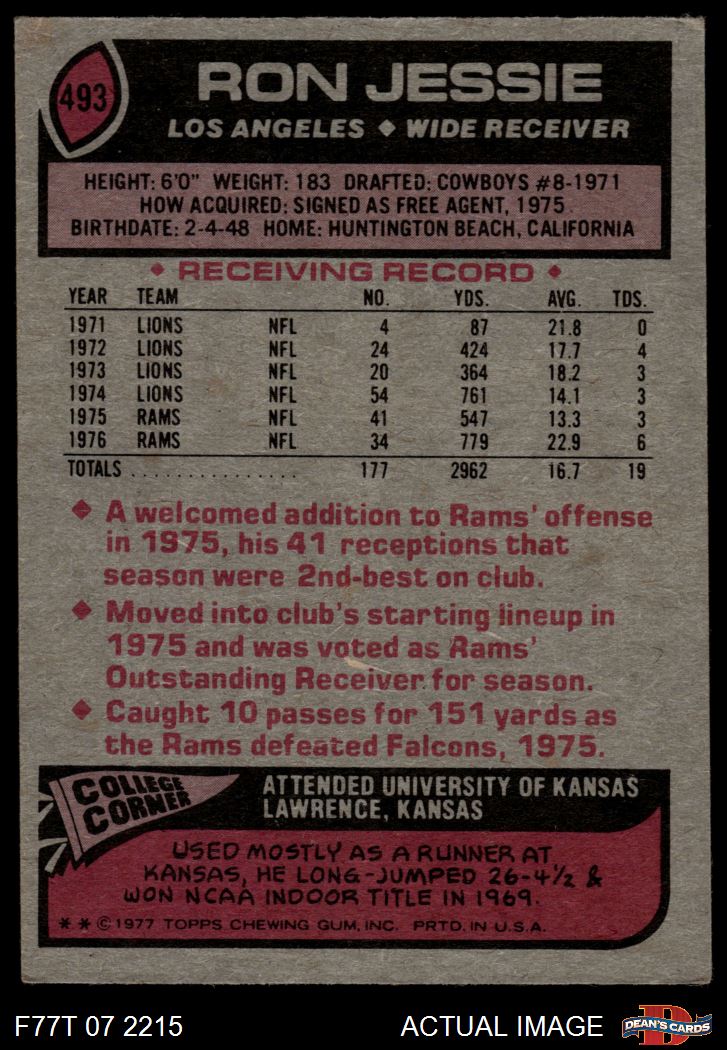 493
RON JESSIE
LOS ANGELES ♦ WIDE RECEIVER
HEIGHT: 6'0" WEIGHT: 183 DRAFTED: COWBOYS #8-1971
HOW ACQUIRED: SIGNED AS FREE AGENT, 1975
BIRTHDATE: 2-4-48 HOME: HUNTINGTON BEACH, CALIFORNIA
♦ RECEIVING RECORD ♦
YEAR TEAM NO. YDS. AVG. TDS.
1971 LIONS NFL 4 87 21.8 0
1972 LIONS NFL 24 424 17.7 4
1973 LIONS NFL 20 364 18.2 3
1974 LIONS NFL 54 761 14.1 3
1975 RAMS NFL 41 547 13.3 3
1976 RAMS NFL 34 779 22.9 6
TOTALS . . . . . . . . . . . . . . . . 177 2962 16.7 19
♦ A welcomed addition to Rams' offense
in 1975, his 41 receptions that
season were 2nd-best on club.
♦ Moved into club's starting lineup in
1975 and was voted as Rams'
Outstanding Receiver for season.
♦ Caught 10 passes for 151 yards as
the Rams defeated Falcons, 1975.
COLLEGE
CORNER
ATTENDED UNIVERSITY OF KANSAS
LAWRENCE, KANSAS
USED MOSTLY AS A RUNNER AT
KANSAS, HE LONG-JUMPED 26-4½ &
WON NCAA INDOOR TITLE IN 1969.
* * © 1977 TOPPS CHEWING GUM, INC. PRTD. IN U.S.A.
F77T 07 2215 ACTUAL IMAGE
D
DEAN'S CARDS